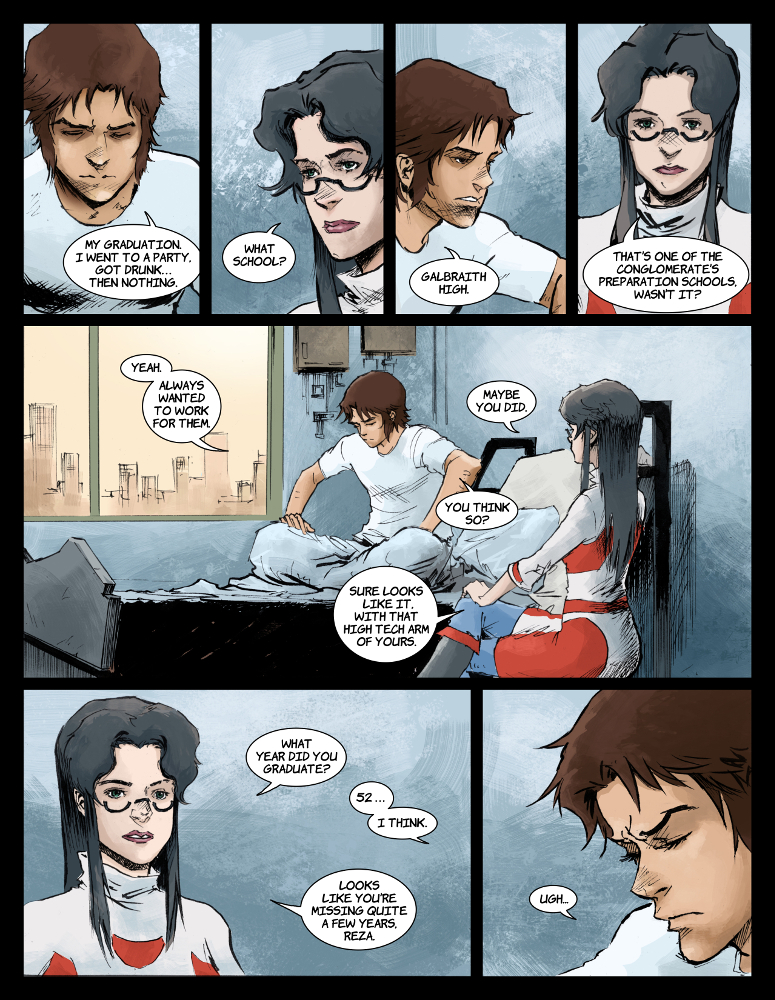 MY GRADUATION.
I WENT TO A PARTY.
GOT DRUNK...
THEN NOTHING.
WHAT
SCHOOL?
GALBRAITH
HIGH.
THAT'S ONE OF THE
CONGLOMERATE'S
PREPARATION SCHOOLS,
WASN'T IT?
YEAH.
ALWAYS
WANTED
TO WORK
FOR THEM.
MAYBE
YOU DID.
YOU THINK
SO?
SURE LOOKS
LIKE IT.
WITH THAT
HIGH TECH ARM
OF YOURS.
WHAT
YEAR DID YOU
GRADUATE?
52...
I THINK.
LOOKS
LIKE YOU'RE
MISSING QUITE
A FEW YEARS,
REZA.
UGH...